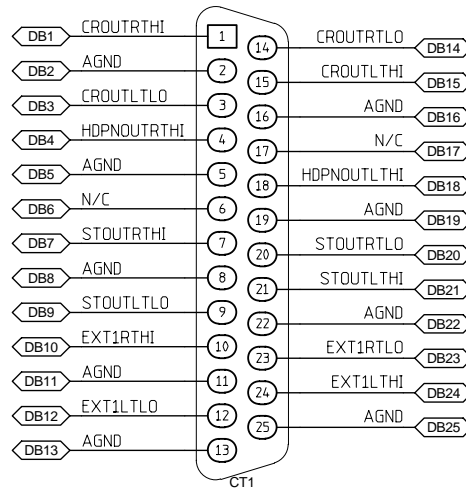 DB1 CROUTRTHI 1
14 CROUTRTLO DB14
DB2 AGND 2
15 CROUTLTHI DB15
DB3 CROUTLTLO 3
16 AGND DB16
DB4 HDPNOUTRTHI 4
17 N/C DB17
DB5 AGND 5
18 HDPNOUTLTHI DB18
DB6 N/C 6
19 AGND DB19
DB7 STOUTRTHI 7
20 STOUTRTLO DB20
DB8 AGND 8
21 STOUTLTHI DB21
DB9 STOUTLTLO 9
22 AGND DB22
DB10 EXT1RTHI 10
23 EXT1RTLO DB23
DB11 AGND 11
24 EXT1LTHI DB24
DB12 EXT1LTLO 12
25 AGND DB25
DB13 AGND 13
CT1